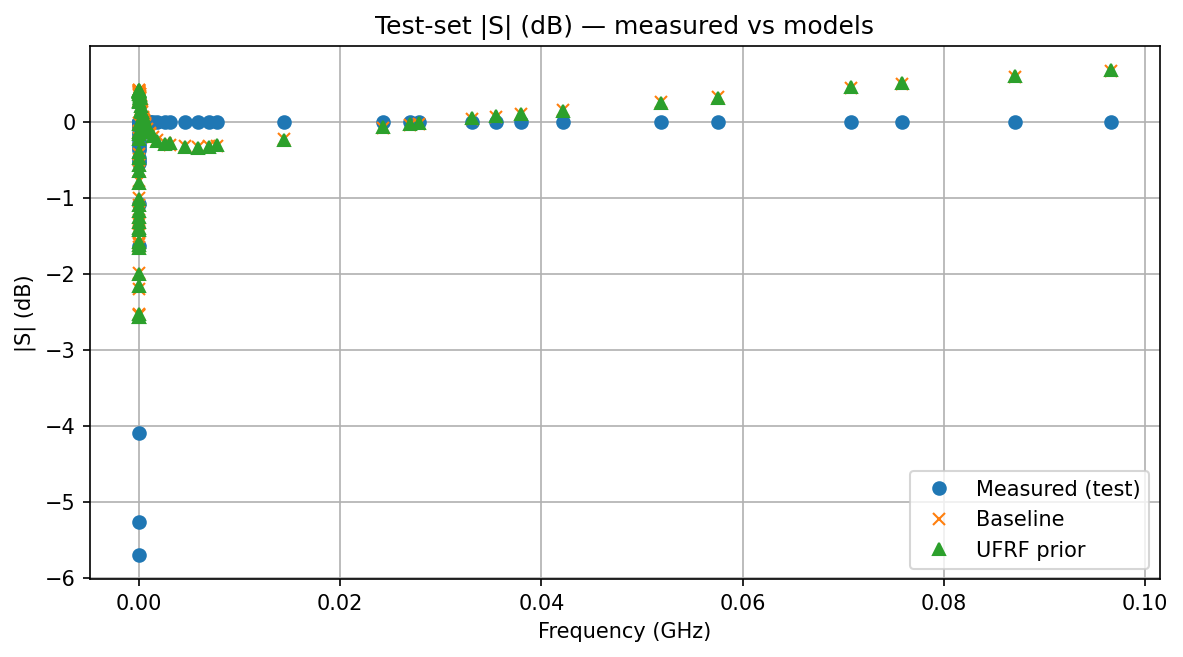 Test-set |S| (dB) — measured vs models
|S| (dB)
0
−1
−2
−3
−4
−5
−6
0.00 0.02 0.04 0.06 0.08 0.10
Frequency (GHz)
Measured (test)
Baseline
UFRF prior